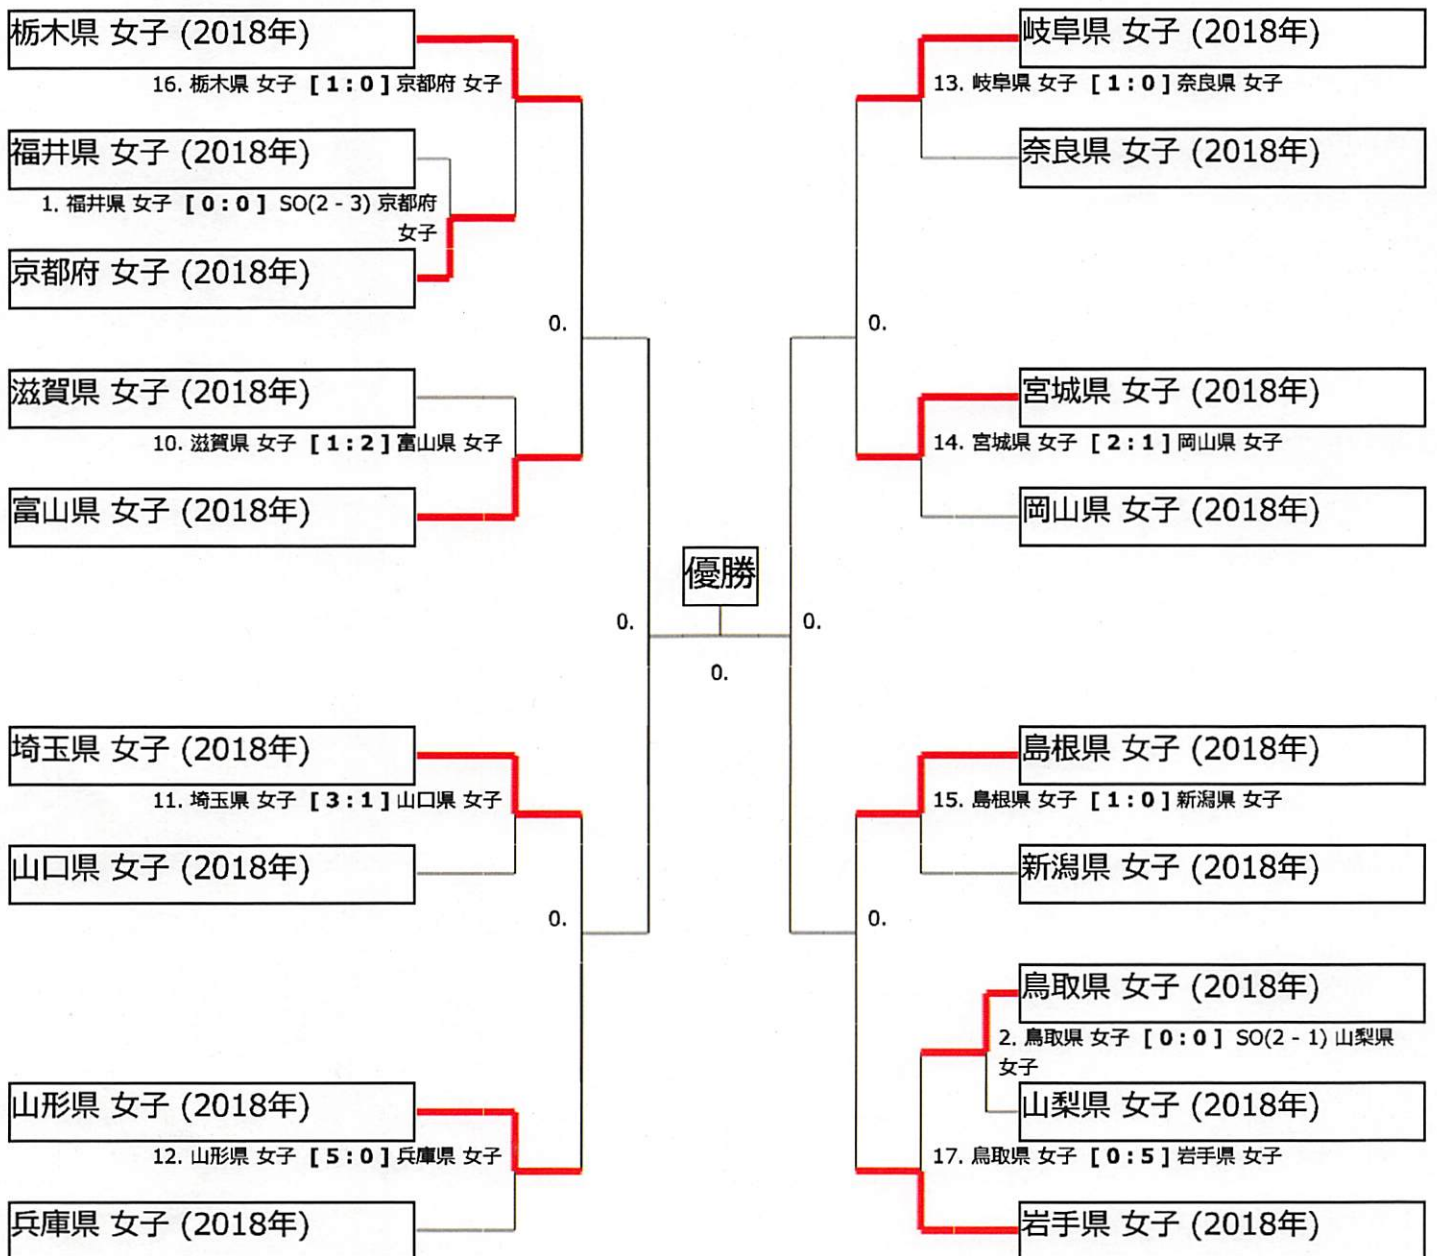 栃木県 女子 (2018年)
16. 栃木県 女子 [ 1 : 0 ] 京都府 女子
福井県 女子 (2018年)
1. 福井県 女子 [ 0 : 0 ] SO(2 - 3) 京都府
女子
京都府 女子 (2018年)
0.
滋賀県 女子 (2018年)
10. 滋賀県 女子 [ 1 : 2 ] 富山県 女子
富山県 女子 (2018年)
0.
埼玉県 女子 (2018年)
11. 埼玉県 女子 [ 3 : 1 ] 山口県 女子
山口県 女子 (2018年)
0.
山形県 女子 (2018年)
12. 山形県 女子 [ 5 : 0 ] 兵庫県 女子
兵庫県 女子 (2018年)
優勝
0.
岐阜県 女子 (2018年)
13. 岐阜県 女子 [ 1 : 0 ] 奈良県 女子
奈良県 女子 (2018年)
0.
宮城県 女子 (2018年)
14. 宮城県 女子 [ 2 : 1 ] 岡山県 女子
岡山県 女子 (2018年)
0.
島根県 女子 (2018年)
15. 島根県 女子 [ 1 : 0 ] 新潟県 女子
新潟県 女子 (2018年)
0.
鳥取県 女子 (2018年)
2. 鳥取県 女子 [ 0 : 0 ] SO(2 - 1) 山梨県
女子
山梨県 女子 (2018年)
17. 鳥取県 女子 [ 0 : 5 ] 岩手県 女子
岩手県 女子 (2018年)